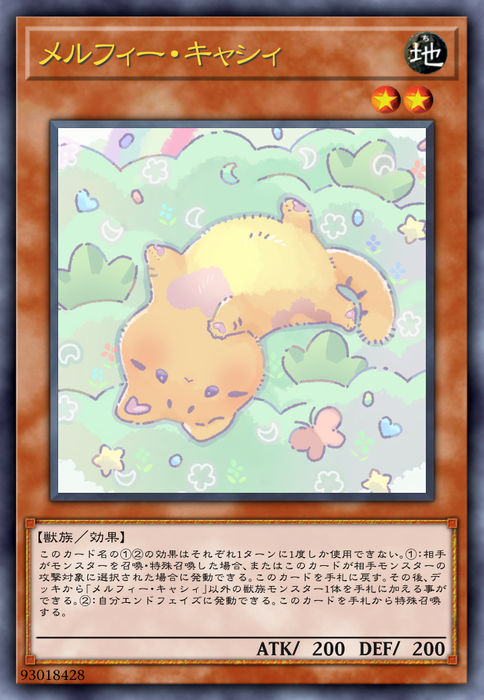 メルフィー・キャシィ
ち
地
【獣族／効果】
このカード名の①②の効果はそれぞれ1ターンに1度しか使用できない。①：相手
がモンスターを召喚・特殊召喚した場合、またはこのカードが相手モンスターの
攻撃対象に選択された場合に発動できる。このカードを手札に戻す。その後、デ
ッキから「メルフィー・キャシィ」以外の獣族モンスター1体を手札に加える事が
できる。②：自分エンドフェイズに発動できる。このカードを手札から特殊召喚
する。
ATK/ 200 DEF/ 200
93018428